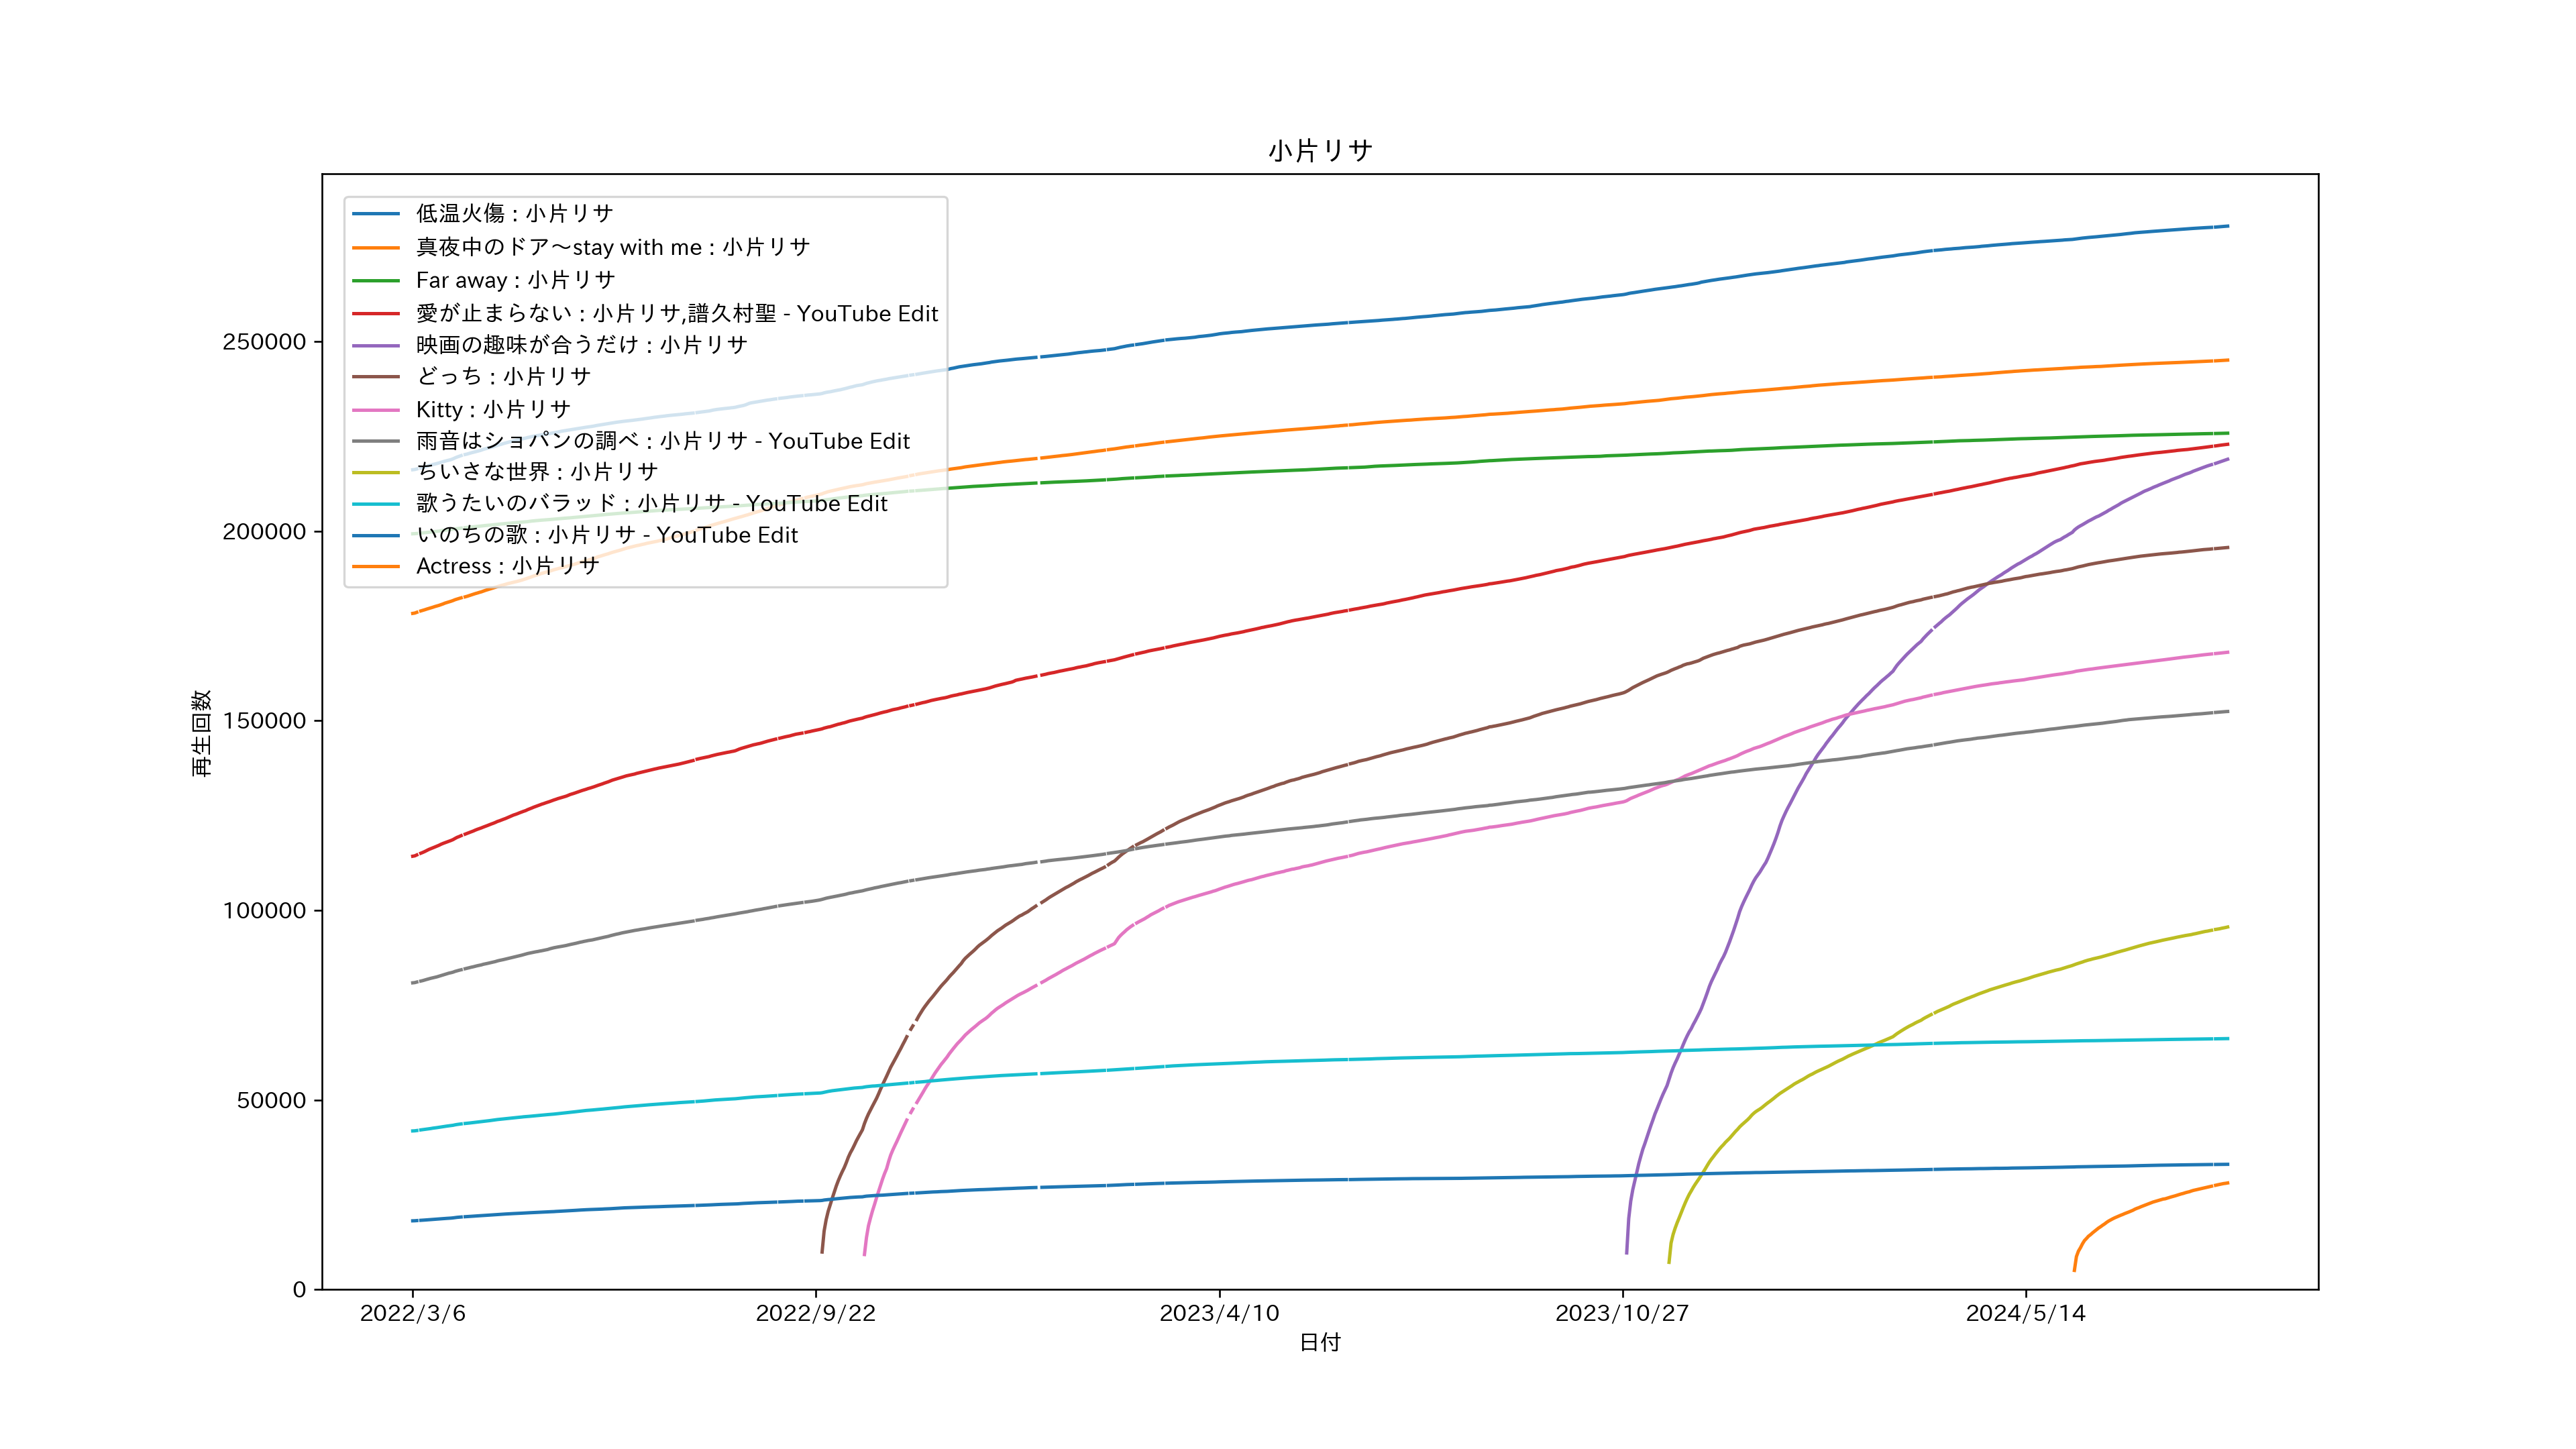 小片リサ
低温火傷 : 小片リサ
真夜中のドア～stay with me : 小片リサ
Far away : 小片リサ
愛が止まらない : 小片リサ,譜久村聖 - YouTube Edit
映画の趣味が合うだけ : 小片リサ
どっち : 小片リサ
Kitty : 小片リサ
雨音はショパンの調べ : 小片リサ - YouTube Edit
ちいさな世界 : 小片リサ
歌うたいのバラッド : 小片リサ - YouTube Edit
いのちの歌 : 小片リサ - YouTube Edit
Actress : 小片リサ
再生回数
250000
200000
150000
100000
50000
0
2022/3/6
2022/9/22
2023/4/10
2023/10/27
2024/5/14
日付